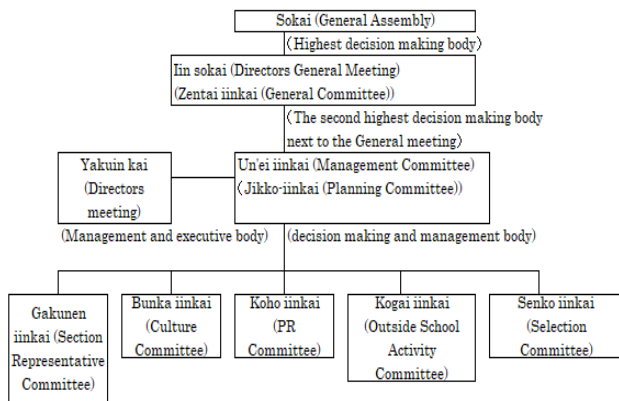 Sokai (General Assembly)
〈Highest decision making body〉
Iin sokai (Directors General Meeting)
(Zentai iinkai (General Committee))
〈The second highest decision making body
next to the General meeting〉
Yakuin kai
(Directors
meeting)
Un'ei iinkai (Management Committee)
〈Jikko-iinkai (Planning Committee))
(Management and executive body)
(decision making and management body)
Gakunen
iinkai (Section
Representative
Committee)
Bunka iinkai
(Culture
Committee)
Koho iinkai
(PR
Committee)
Kogai iinkai
(Outside School
Activity
Committee)
Senko iinkai
(Selection
Committee)